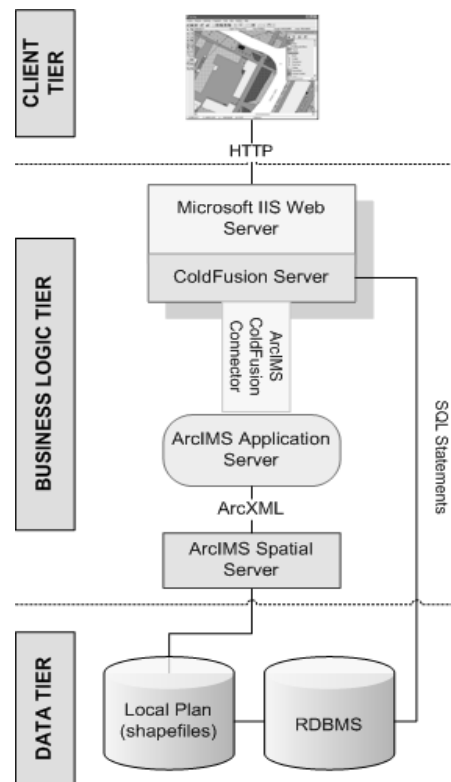 CLIENT
TIER
HTTP
BUSINESS LOGIC TIER
Microsoft IIS Web
Server
ColdFusion Server
ArcIMS
ColdFusion
Connector
SQL Statements
ArcIMS Application
Server
ArcXML
ArcIMS Spatial
Server
DATA TIER
Local Plan
(shapefiles)
RDBMS